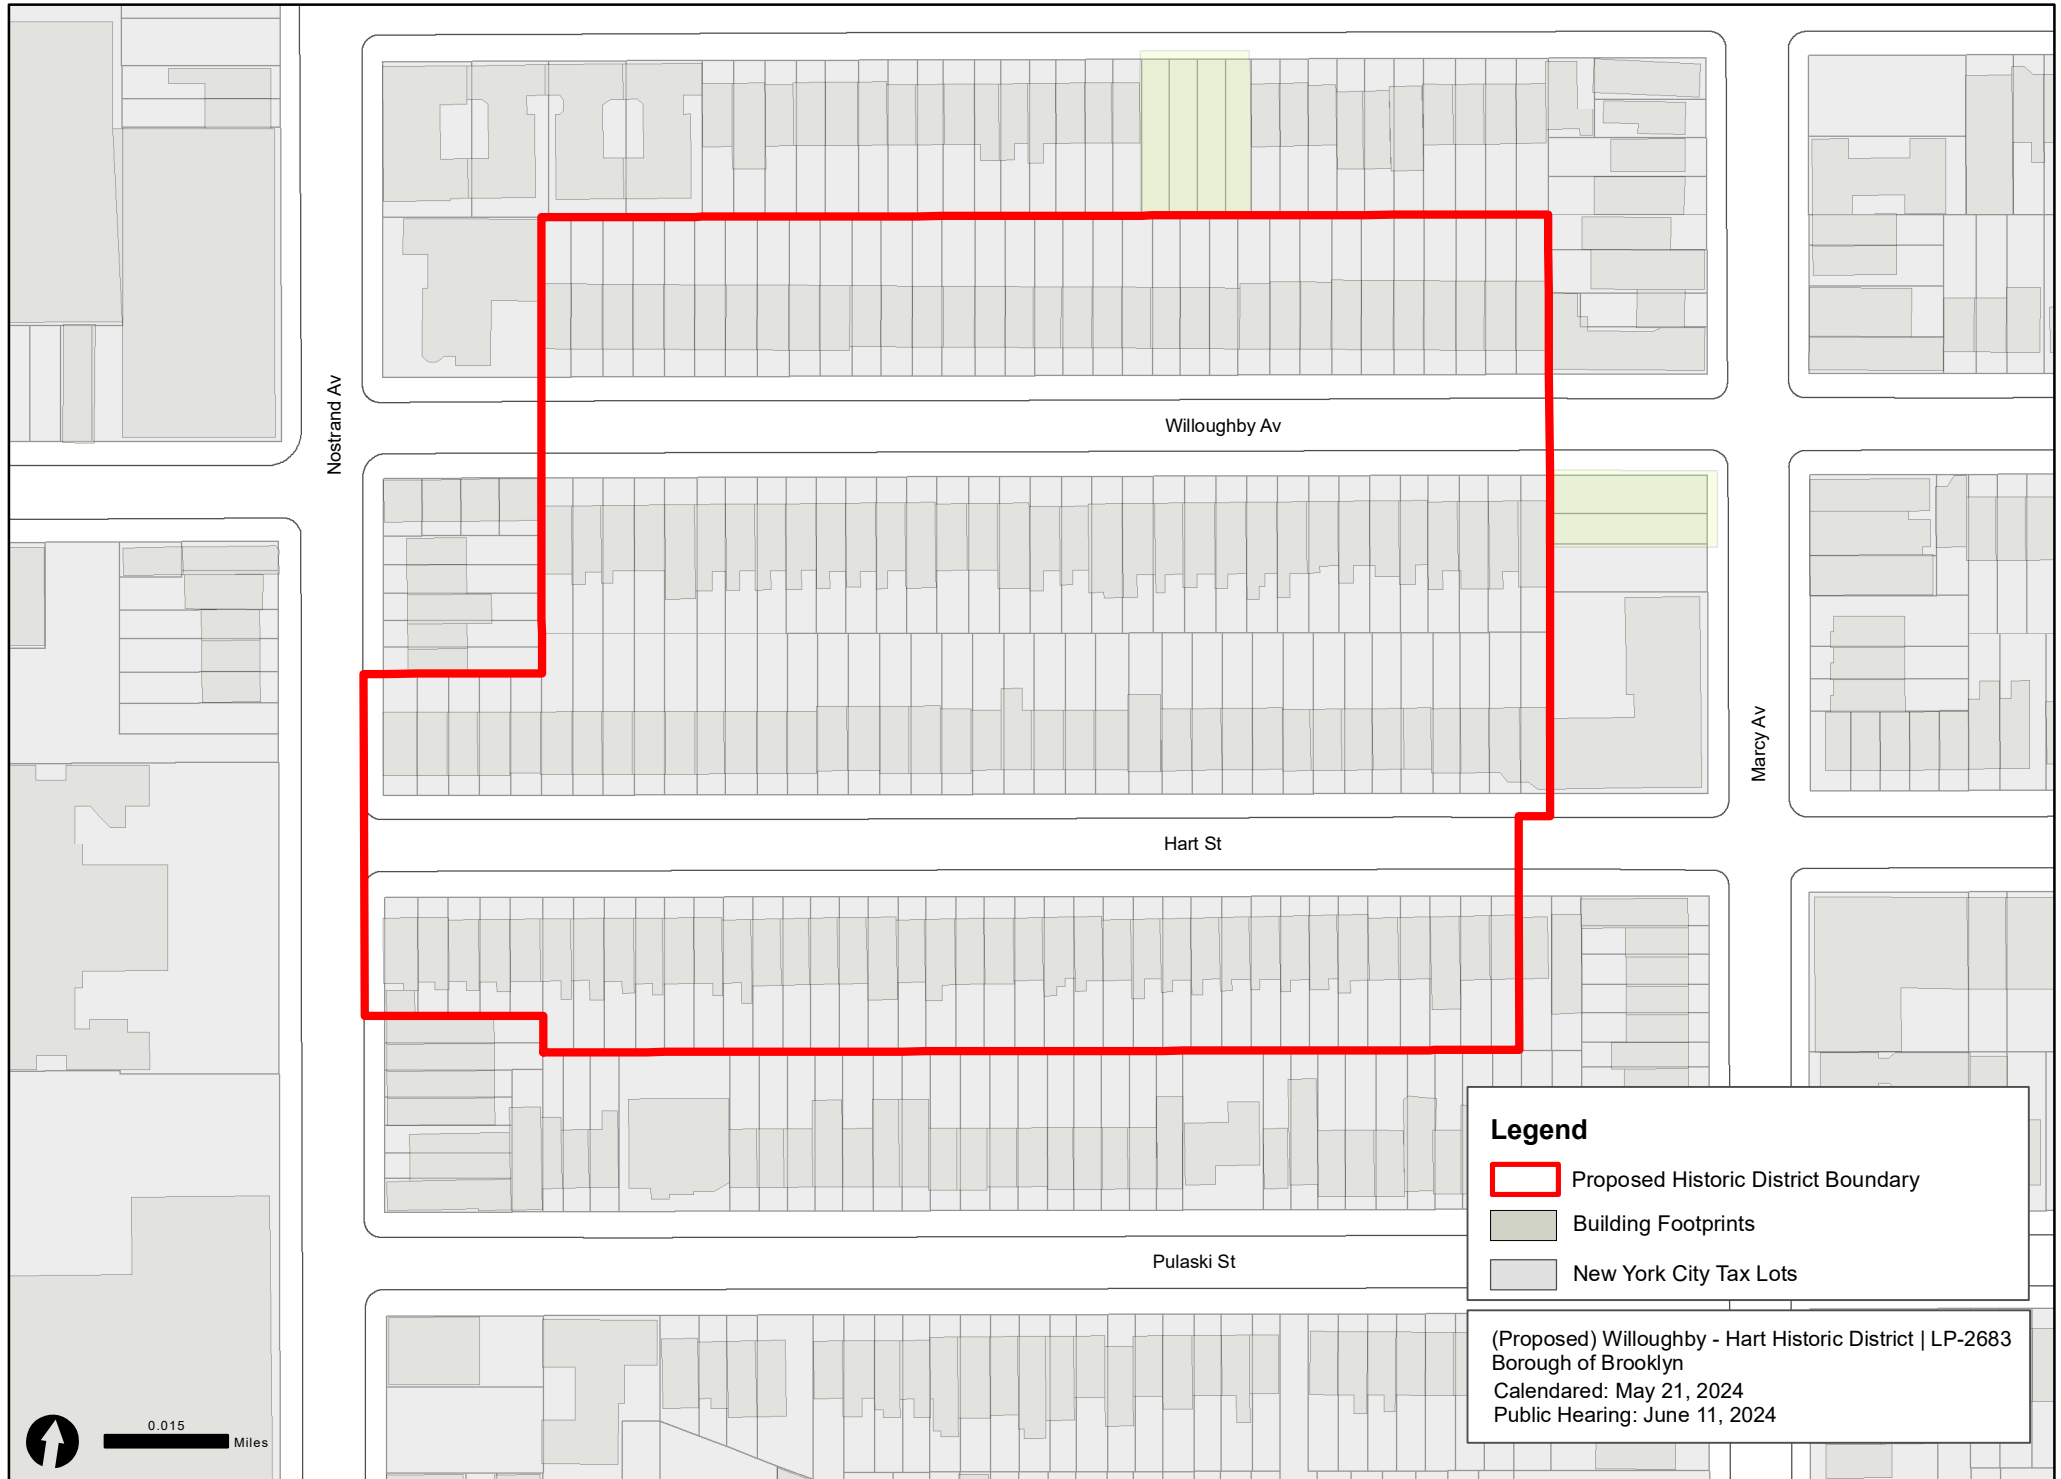 Willoughby Av
Nostrand Av
Marcy Av
Hart St
Pulaski St
Legend
Proposed Historic District Boundary
Building Footprints
New York City Tax Lots
(Proposed) Willoughby - Hart Historic District | LP-2683
Borough of Brooklyn
Calendared: May 21, 2024
Public Hearing: June 11, 2024
0.015
Miles